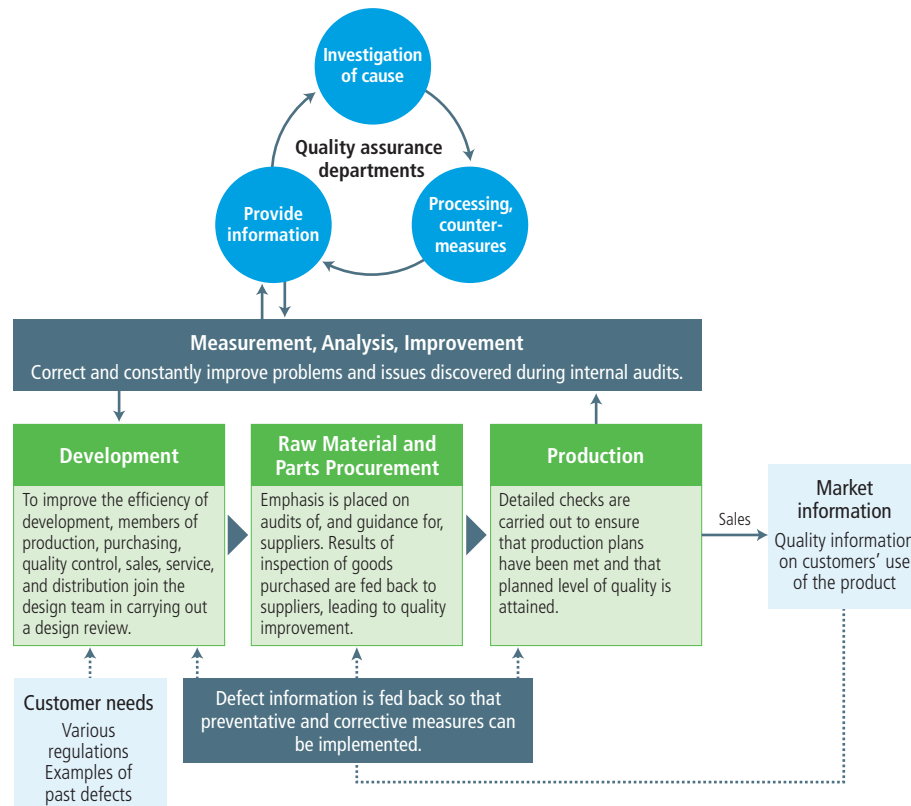 Investigation
of cause
Quality assurance
departments
Provide
information
Processing,
counter-
measures
Measurement, Analysis, Improvement
Correct and constantly improve problems and issues discovered during internal audits.
Development
To improve the efficiency of
development, members of
production, purchasing,
quality control, sales, service,
and distribution join the
design team in carrying out
a design review.
Raw Material and
Parts Procurement
Emphasis is placed on
audits of, and guidance for,
suppliers. Results of
inspection of goods
purchased are fed back to
suppliers, leading to quality
improvement.
Production
Detailed checks are
carried out to ensure
that production plans
have been met and that
planned level of quality is
attained.
Sales
Market
information
Quality information
on customers’ use
of the product
Customer needs
Various
regulations
Examples of
past defects
Defect information is fed back so that
preventative and corrective measures can
be implemented.